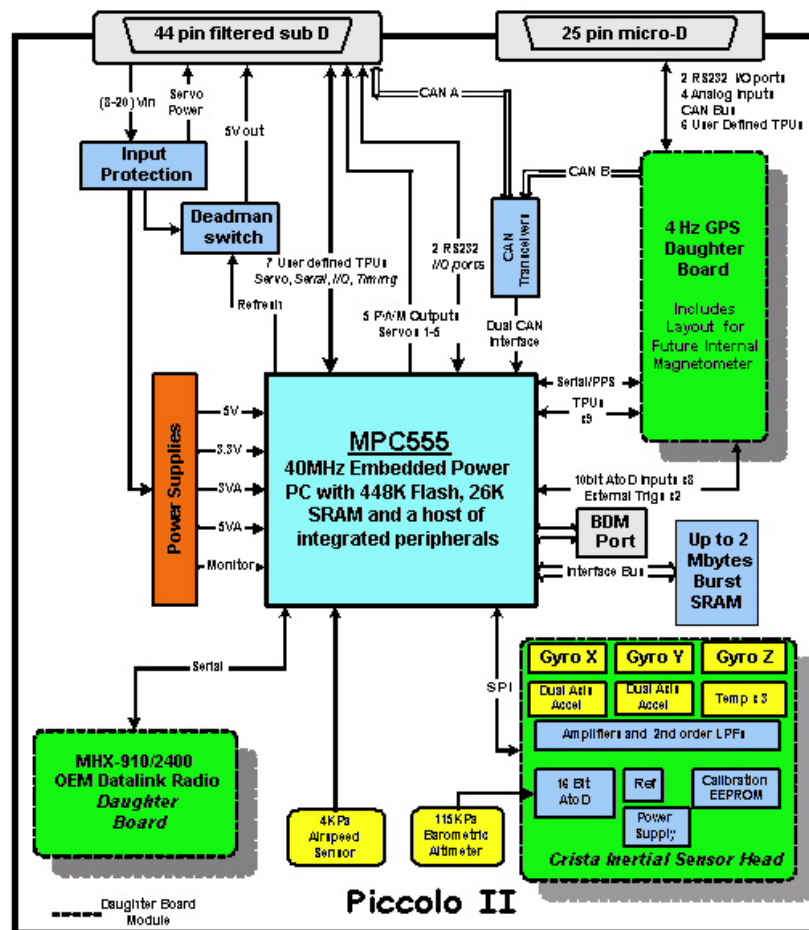 44 pin filtered sub D
25 pin micro-D
(8-20) Vin
Servo
Power
5V out
CAN A
2 RS232 I/O ports
4 Analog Inputs
CAN Bus
6 User Defined TPUs
Input
Protection
Deadman
switch
CAN B
CAN
Transceivers
4 Hz GPS
Daughter
Board
Includes
Layout for
Future Internal
Magnetometer
7 User defined TPUs
Servo, Serial, I/O, Timing
2 RS232
I/O ports
Refresh
5 PWM Outputs
Servos 1-5
Dual CAN
Interface
Serial/PPS
TPUs
x9
Power Supplies
5V
3.3V
3VA
5VA
Monitor
MPC555
40MHz Embedded Power
PC with 448K Flash, 26K
SRAM and a host of
integrated peripherals
10bit AtoD Inputs x8
External Trigs x2
BDM
Port
Interface Bus
Up to 2
Mbytes
Burst
SRAM
Serial
SPI
Gyro X
Gyro Y
Gyro Z
Dual Axis
Accel
Dual Axis
Accel
Temp x3
Amplifiers and 2nd order LPFs
16 Bit
AtoD
Ref
Calibration
EEPROM
Power
Supply
Crista Inertial Sensor Head
MHX-910/2400
OEM Datalink Radio
Daughter
Board
4KPa
Airspeed
Sensor
115KPa
Barometric
Altimeter
Piccolo II
Daughter Board
Module